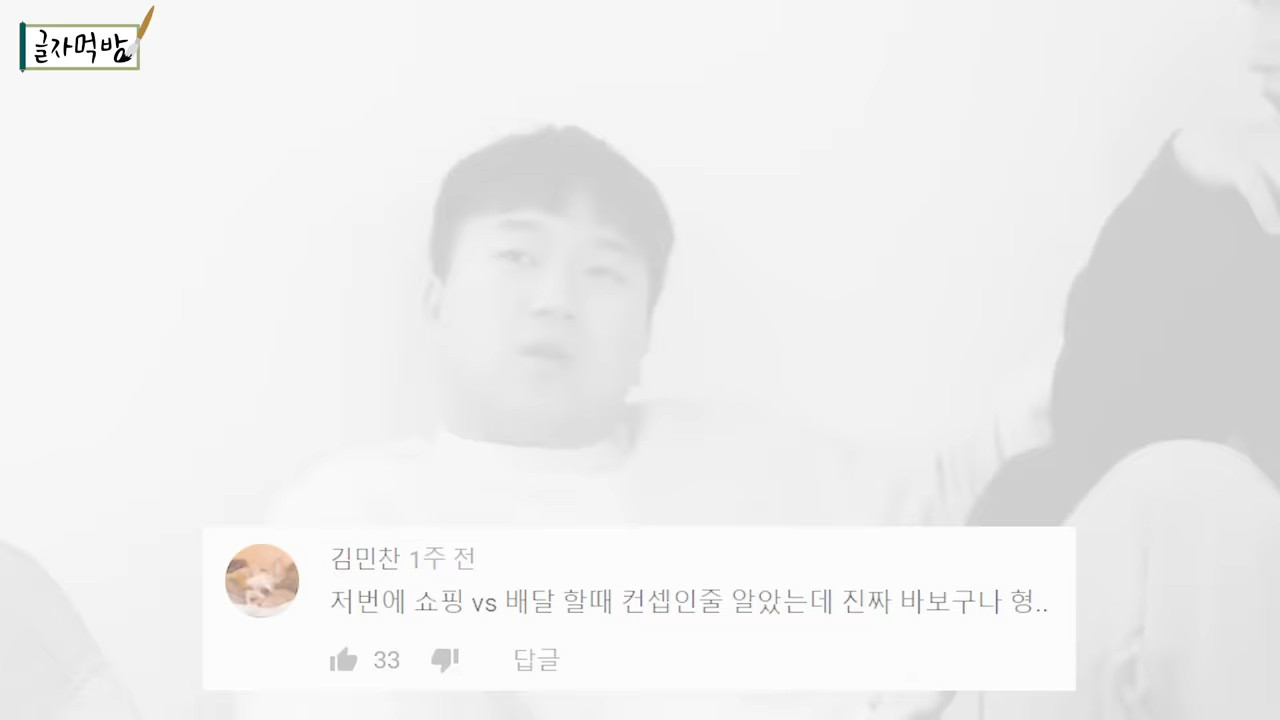 글자먹방
김민찬 1주 전
저번에 쇼핑 vs 배달 할때 컨셉인줄 알았는데 진짜 바보구나 형..
33
답글